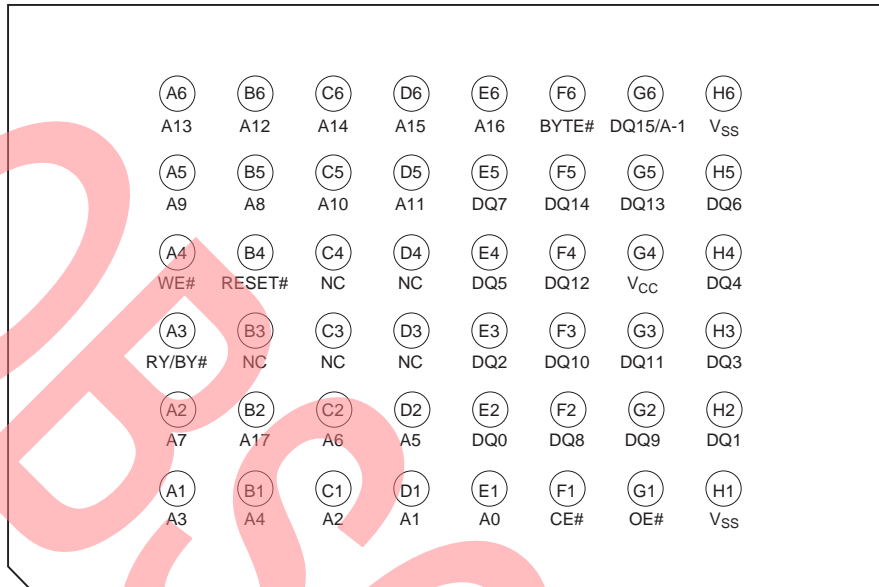 A6 B6 C6 D6 E6 F6 G6 H6
A13 A12 A14 A15 A16 BYTE# DQ15/A-1 VSS
A5 B5 C5 D5 E5 F5 G5 H5
A9 A8 A10 A11 DQ7 DQ14 DQ13 DQ6
A4 B4 C4 D4 E4 F4 G4 H4
WE# RESET# NC NC DQ5 DQ12 VCC DQ4
A3 B3 C3 D3 E3 F3 G3 H3
RY/BY# NC NC NC DQ2 DQ10 DQ11 DQ3
A2 B2 C2 D2 E2 F2 G2 H2
A7 A17 A6 A5 DQ0 DQ8 DQ9 DQ1
A1 B1 C1 D1 E1 F1 G1 H1
A3 A4 A2 A1 A0 CE# OE# VSS